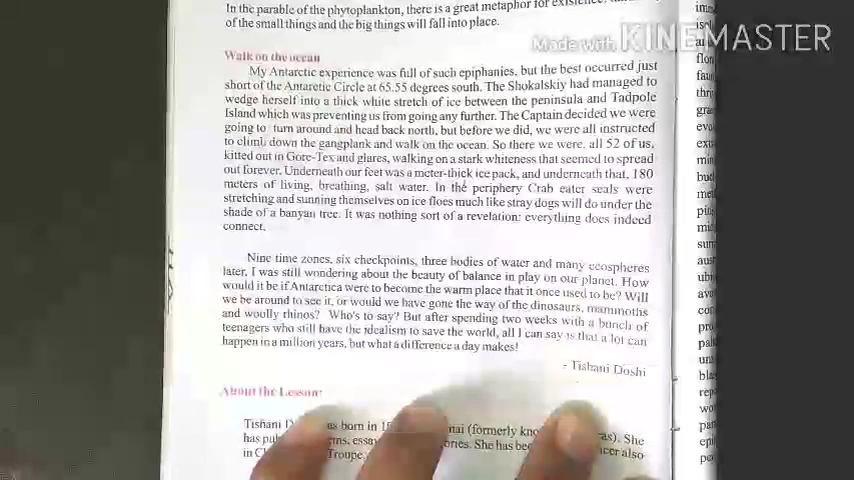 In the parable of the phytoplankton, there is a great metaphor for existence:
of the small things and the big things will fall into place.
Made with KINEMASTER
Walk on the ocean
My Antarctic experience was full of such epiphanies, but the best occurred just
short of the Antaretic Circle at 65.55 degrees south. The Shokalskiy had managed to
wedge herself into a thick white stretch of ice between the peninsula and Tadpole
Island which was preventing us from going any further. The Captain decided we were
going to turn around and head back north, but before we did, we were all instructed
to climb down the gangplank and walk on the ocean. So there we were, all 52 of us,
kitted out in Gore-Tex and glares, walking on a stark whiteness that seemed to spread
out forever. Underneath our feet was a meter-thick ice pack, and underneath that, 180
meters of living, breathing, salt water. In the periphery Crab eater seals were
stretching and sunning themselves on ice floes much like stray dogs will do under the
shade of a banyan tree. It was nothing sort of a revelation: everything does indeed
connect.
Nine time zones, six checkpoints, three bodies of water and many ecospheres
later, I was still wondering about the beauty of balance in play on our planet. How
would it be if Antarctica were to become the warm place that it once used to be? Will
we be around to see it, or would we have gone the way of the dinosaurs, mammoths
and woolly rhinos? Who's to say? But after spending two weeks with a bunch of
teenagers who still have the idealism to save the world, all I can say is that a lot can
happen in a million years, but what a difference a day makes!
- Tishani Doshi
About the Lesson:
Tishani born in (formerly She
has She has also
in Troupe.